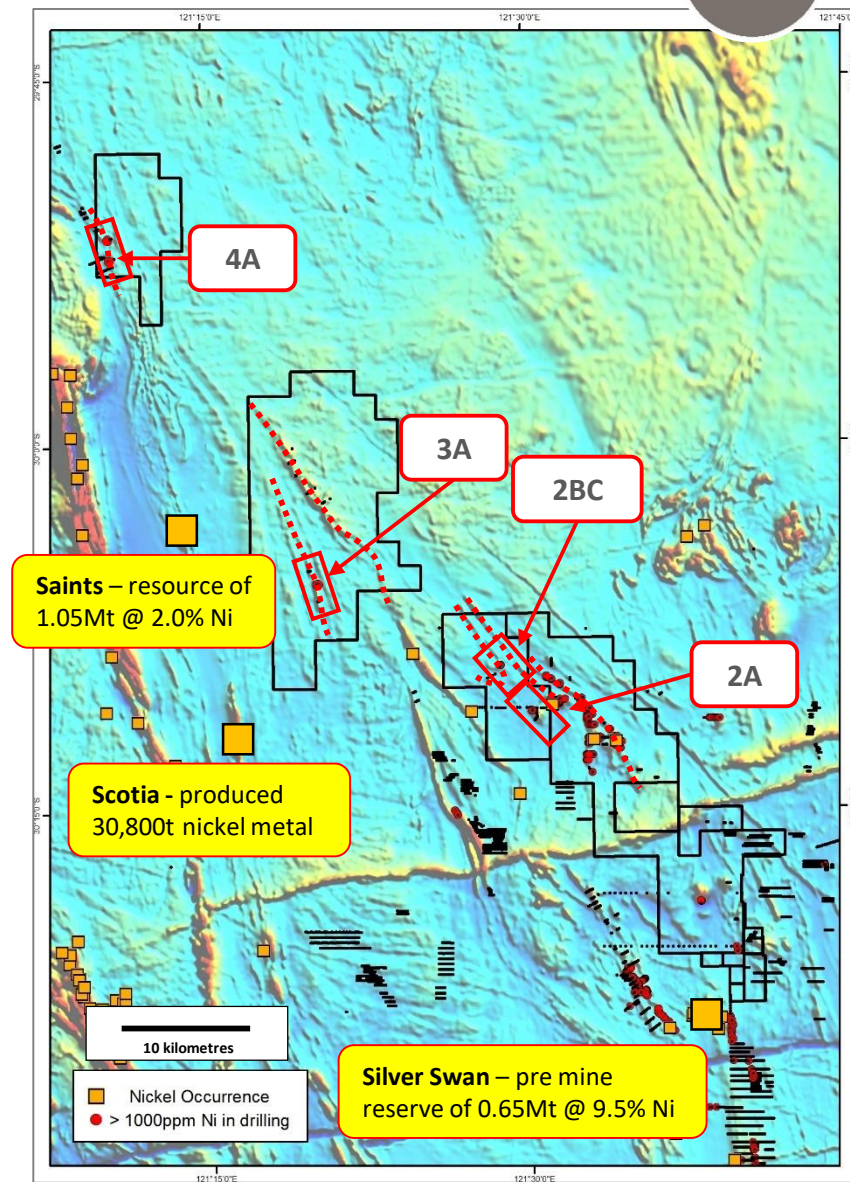 121°15'0"E
121°30'0"E
121°45'0"E
29°45'0"S
4A
3A
30°0'0"S
2BC
Saints – resource of
1.05Mt @ 2.0% Ni
2A
Scotia - produced
30,800t nickel metal
30°15'0"S
10 kilometres
Silver Swan – pre mine
reserve of 0.65Mt @ 9.5% Ni
Nickel Occurrence
> 1000ppm Ni in drilling
121°15'0"E
121°30'0"E